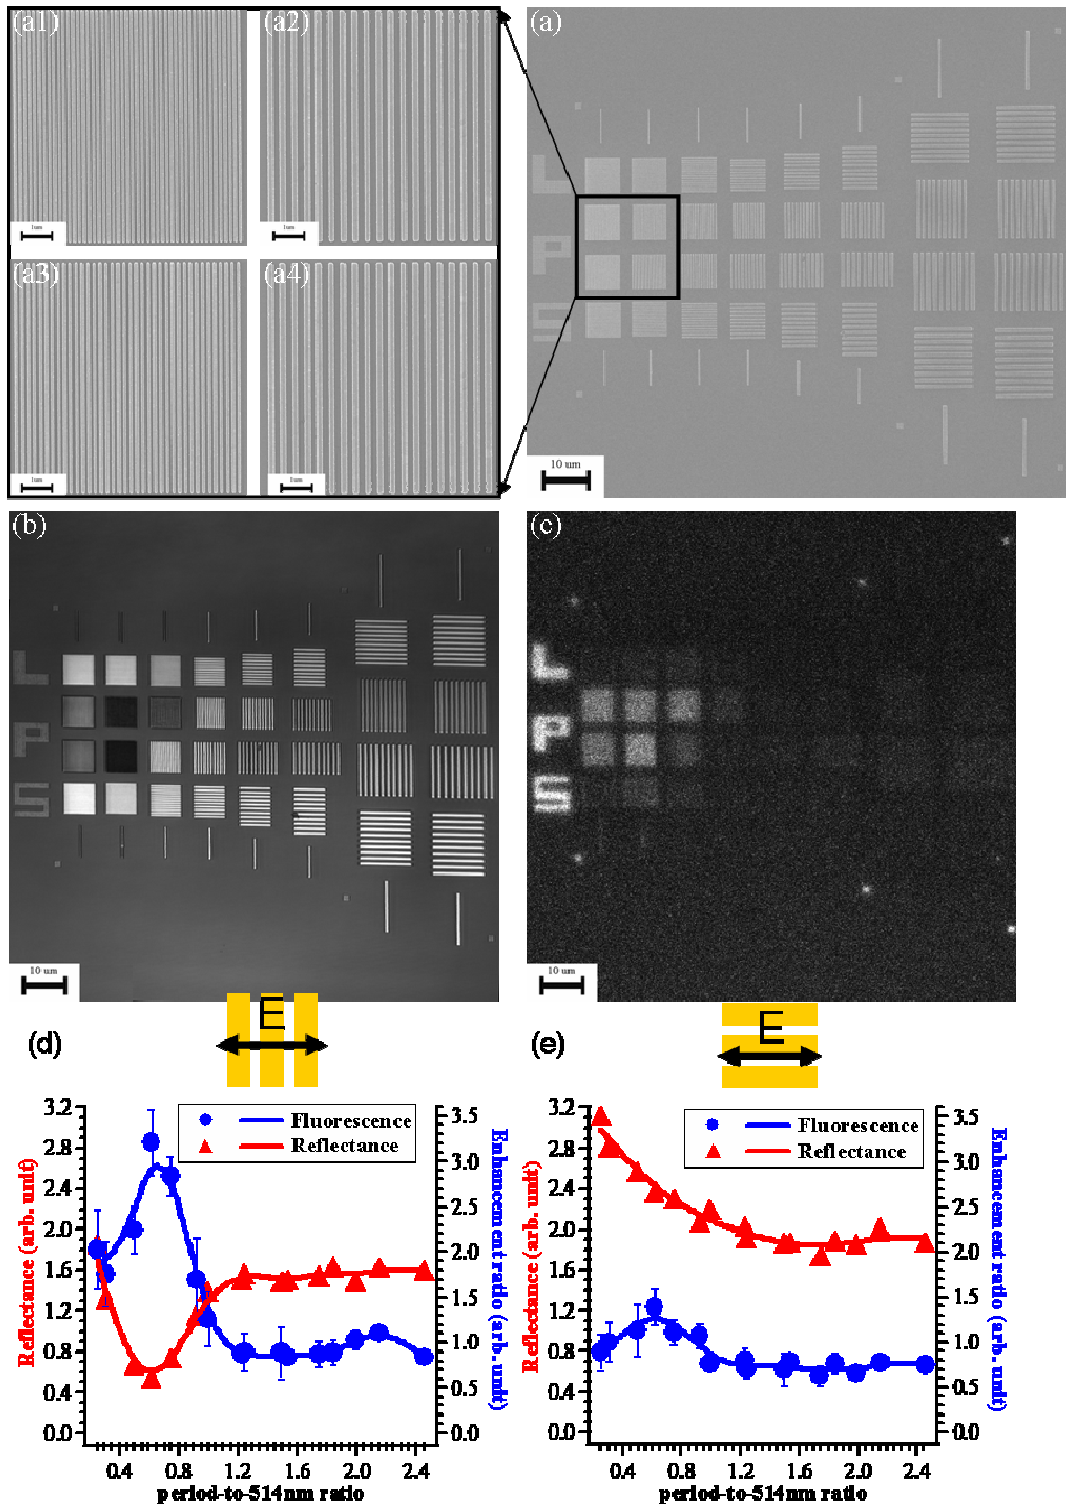 (a1)
(a2)
(a)
1um
1um
L
P
(a3)
(a4)
1um
1um
10 um
(b)
(c)
L
P
S
L
P
S
10 um
10 um
(d)
E
(e)
E
3.2
2.8
2.4
2.0
1.6
1.2
0.8
0.4
0.0
Reflectance (arb. unit)
Fluorescence
Reflectance
3.5
3.0
2.5
2.0
1.5
1.0
0.5
0.0
Enhancement ratio (arb. unit)
0.4 0.8 1.2 1.6 2.0 2.4
period-to-514nm ratio
3.2
2.8
2.4
2.0
1.6
1.2
0.8
0.4
0.0
Reflectance (arb. unit)
Fluorescence
Reflectance
3.5
3.0
2.5
2.0
1.5
1.0
0.5
0.0
Enhancement ratio (arb. unit)
0.4 0.8 1.2 1.6 2.0 2.4
period-to-514nm ratio